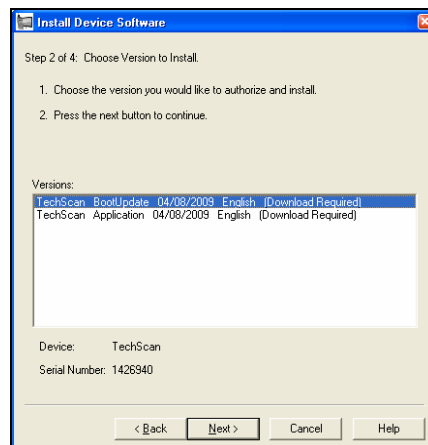 Install Device Software
Step 2 of 4: Choose Version to Install.
1. Choose the version you would like to authorize and install.
2. Press the next button to continue.
Versions:
TechScan BootUpdate 04/08/2009 English (Download Required)
TechScan Application 04/08/2009 English (Download Required)
Device: TechScan
Serial Number: 1426940
< Back Next > Cancel Help